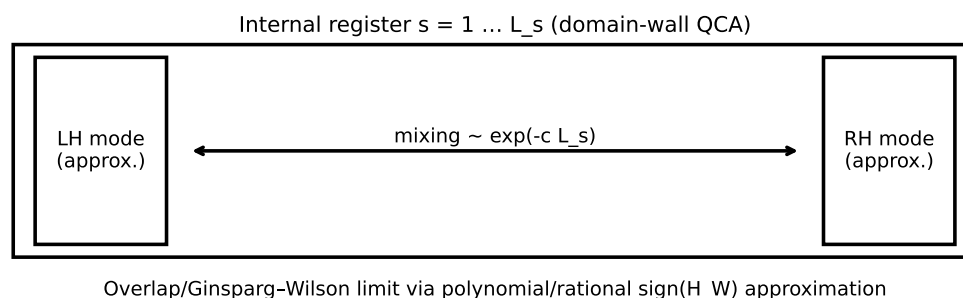 Internal register s = 1 ... L_s (domain-wall QCA)
LH mode
(approx.)
mixing ~ exp(-c L_s)
RH mode
(approx.)
Overlap/Ginsparg–Wilson limit via polynomial/rational sign(H_W) approximation